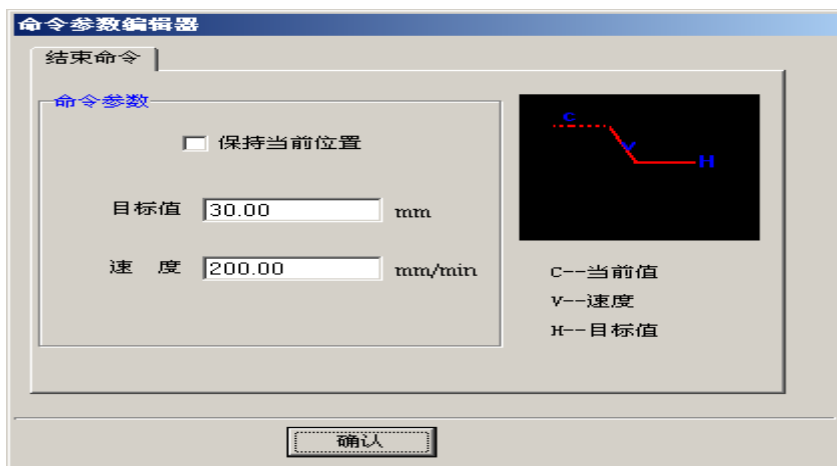 命令参数编辑器
结束命令
命令参数
保持当前位置
目标值 30.00 mm
速 度 200.00 mm/min
C
V
H
C--当前值
V--速度
H--目标值
确认